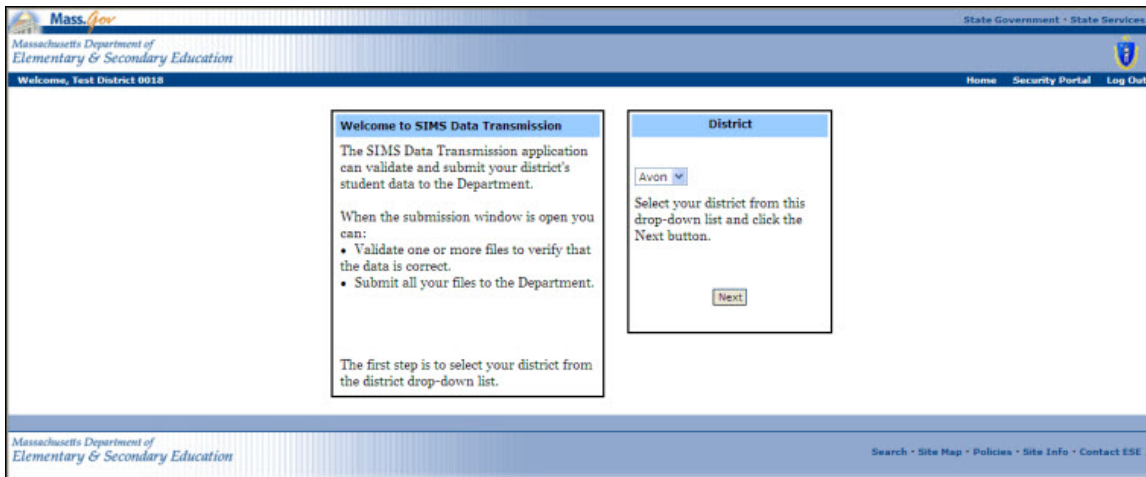 Mass.Gov
State Government · State Services
Massachusetts Department of
Elementary & Secondary Education
Welcome, Test District 0018
Home Security Portal Log Out
Welcome to SIMS Data Transmission
The SIMS Data Transmission application
can validate and submit your district's
student data to the Department.
When the submission window is open you
can:
• Validate one or more files to verify that
the data is correct.
• Submit all your files to the Department.
The first step is to select your district from
the district drop-down list.
District
Avon
Select your district from this
drop-down list and click the
Next button.
Next
Massachusetts Department of
Elementary & Secondary Education
Search · Site Map · Policies · Site Info · Contact ESE